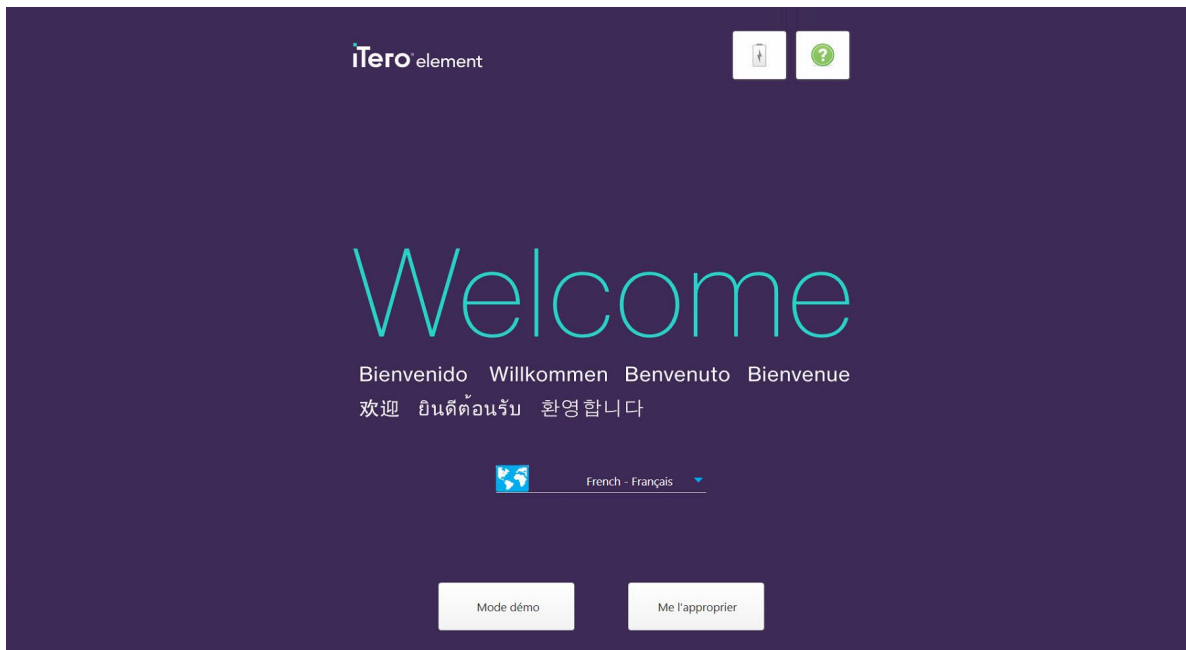 iTero element
?
Welcome
Bienvenido Willkommen Benvenuto Bienvenue
欢迎 ยินดีต้อนรับ 환영합니다
French - Français
Mode démo Me l'approprier